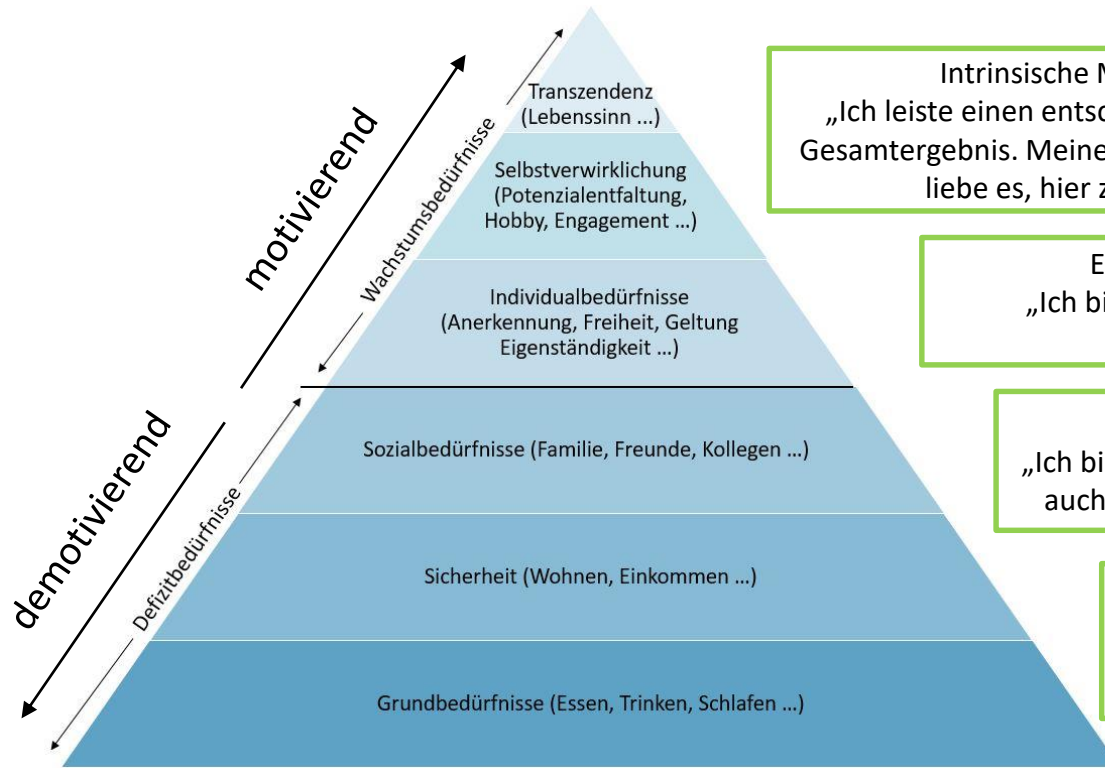 motivierend
demotivierend
Wachstumsbedürfnisse
Defizitbedürfnisse
Transzendenz
(Lebenssinn ...)
Selbstverwirklichung
(Potenzialentfaltung,
Hobby, Engagement ...)
Individualbedürfnisse
(Anerkennung, Freiheit, Geltung
Eigenständigkeit ...)
Sozialbedürfnisse (Familie, Freunde, Kollegen ...)
Sicherheit (Wohnen, Einkommen ...)
Grundbedürfnisse (Essen, Trinken, Schlafen ...)
Intrinsische
„Ich leiste einen
Gesamtergebnis. Meine
liebe es, hier
„Ich
„Ich
auch